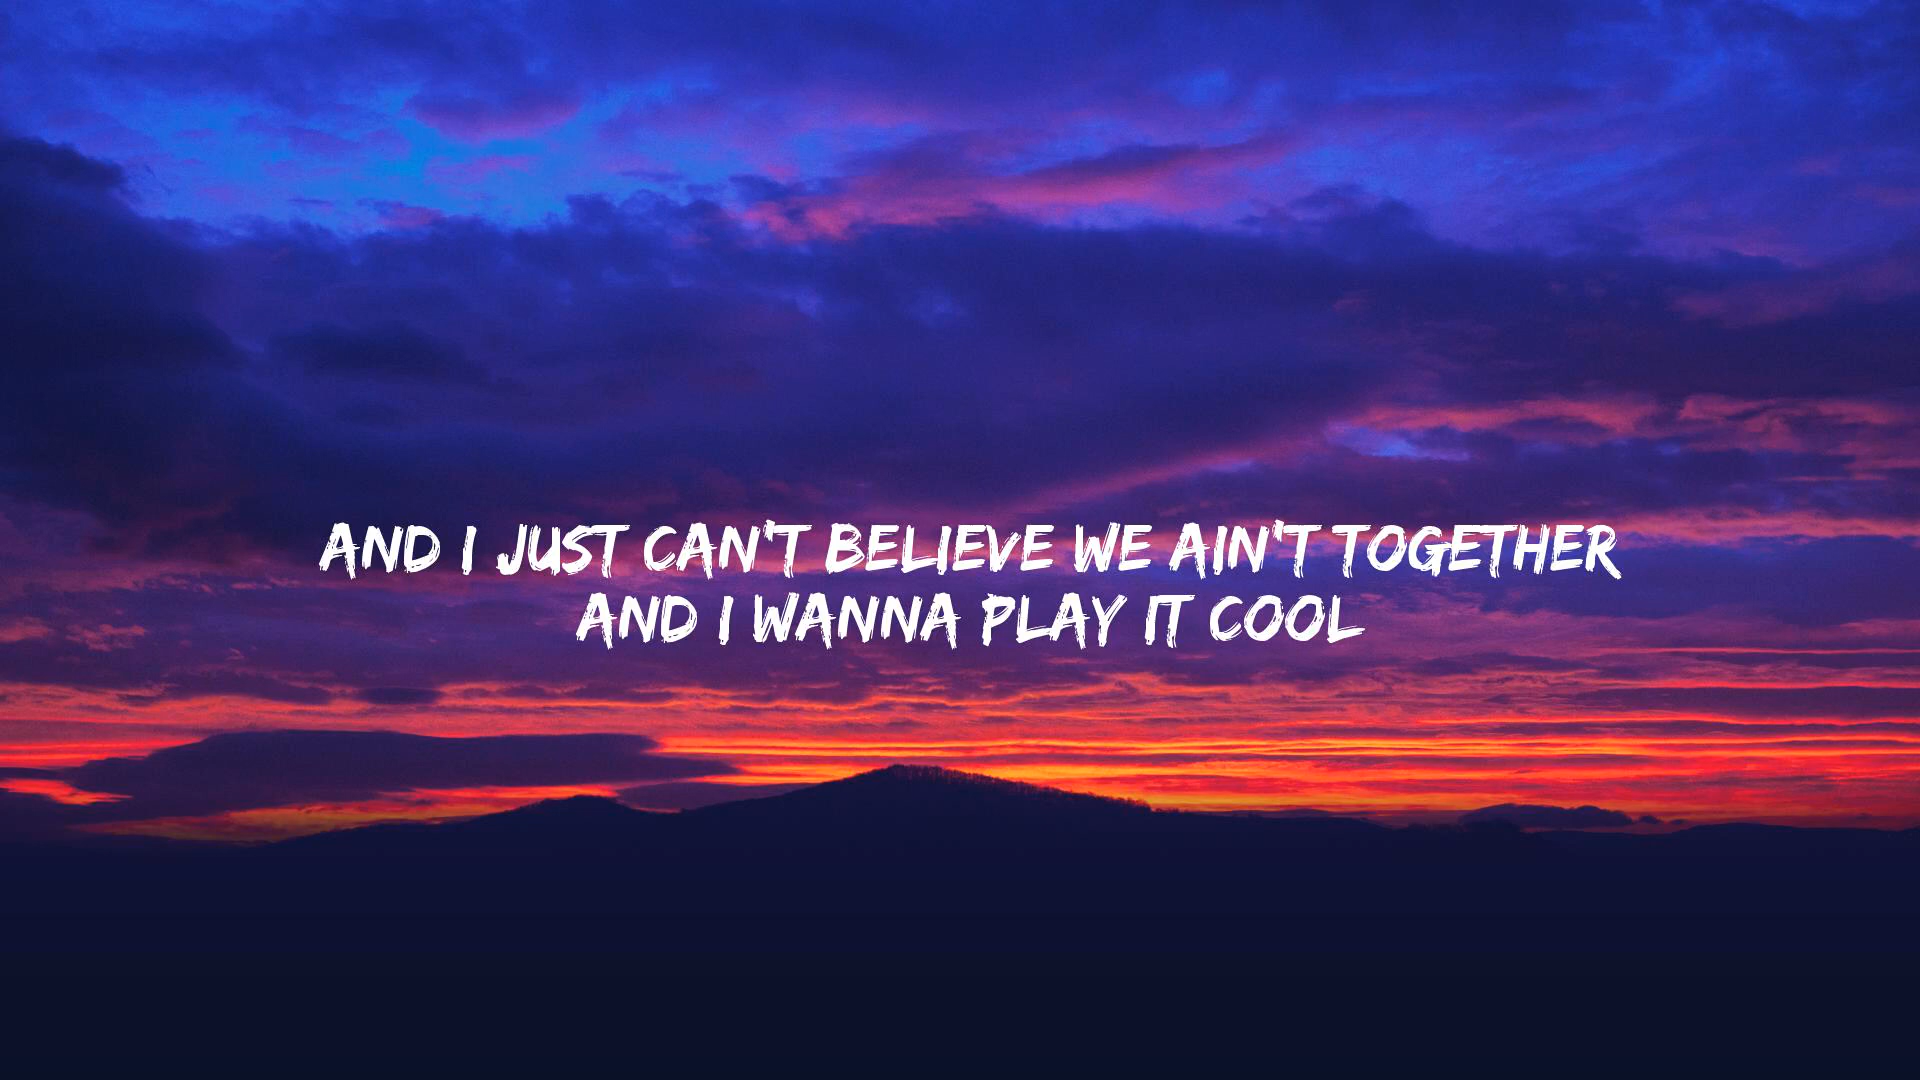 AND I JUST CAN'T BELIEVE WE AIN'T TOGETHER
AND I WANNA PLAY IT COOL